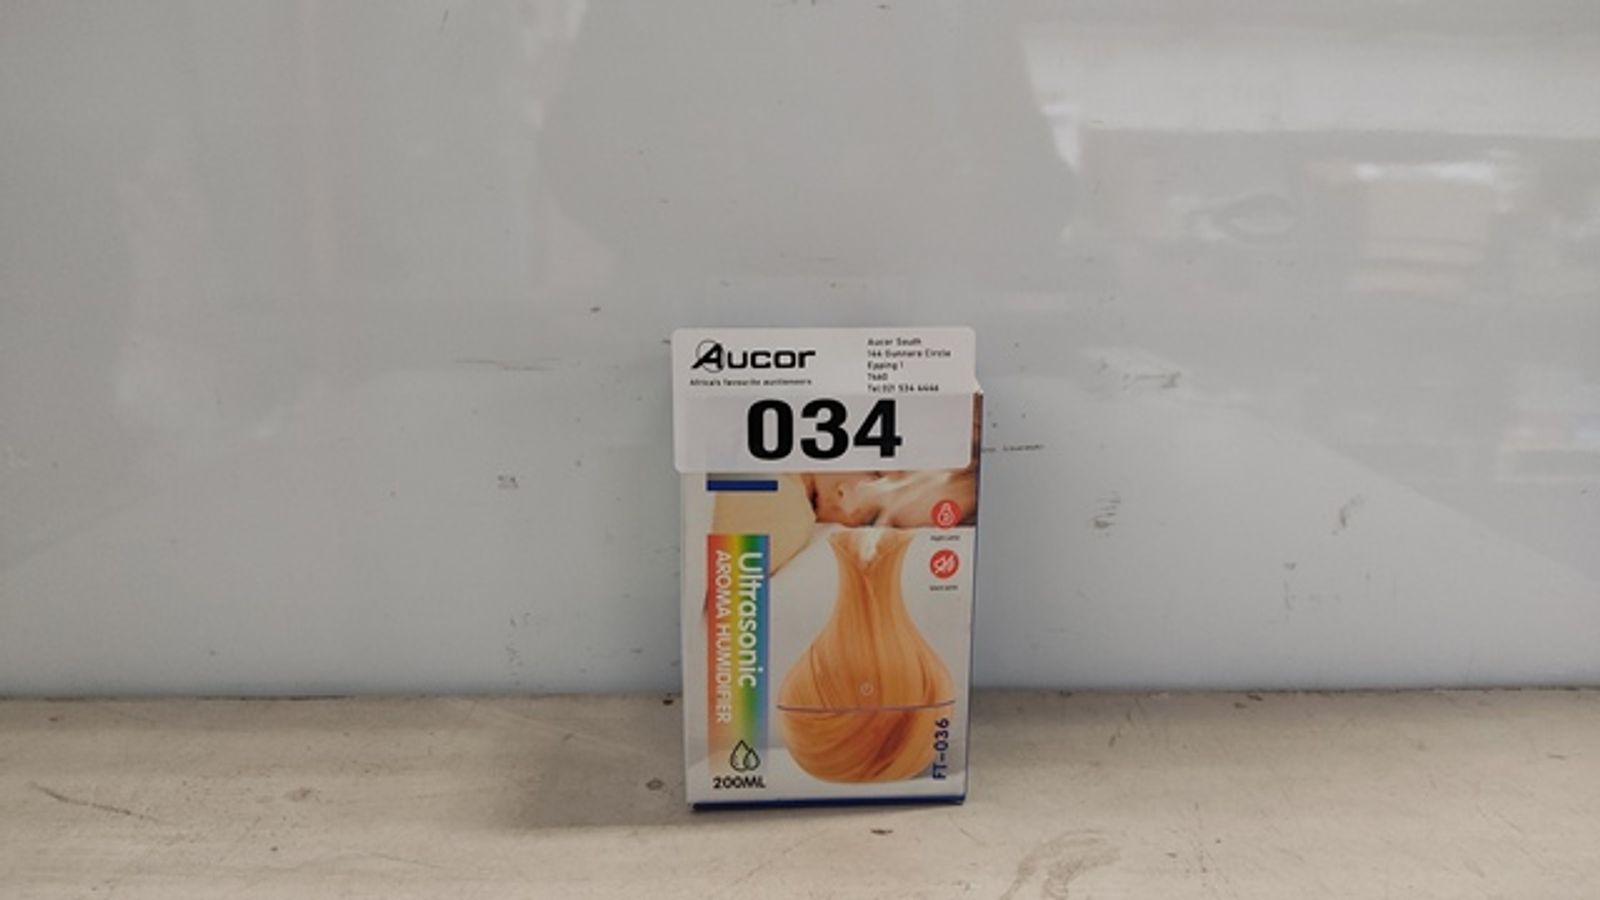 Aucor
Africa's favourite auctioneers
Aucor South
144 Gunners Circle
Epping 1
7460
Tel:021 534 4446
034
Ultrasonic
AROMA HUMIDIFIER
200ML
FT-036